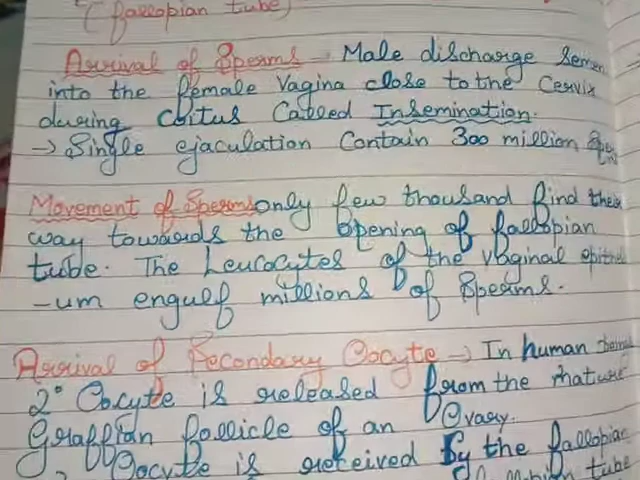 (fallopian tube)
Arrival of Sperms - Male discharge Semen
into the female Vagina close to the Cervix
during Coitus Called Insemination.
→ Single ejaculation Contain 300 million
Movement of Sperms only few thousand find their
way towards the opening of fallopian
tube. The Leucocytes of the vaginal epithel
-um engulf millions of Sperms.
Arrival of Secondary Oocyte → In human
2° Oocyte is released from the mature
Graffian follicle of an Ovary.
Oocyte is received by the fallopian
tube